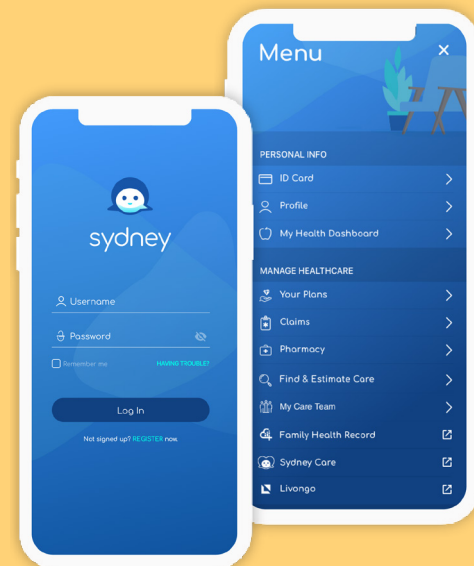 sydney
Username
Password
Remember me HAVING TROUBLE?
Log In
Not signed up? REGISTER now.
Menu
PERSONAL INFO
ID Card
Profile
My Health Dashboard
MANAGE HEALTHCARE
Your Plans
Claims
Pharmacy
Find & Estimate Care
My Care Team
Family Health Record
Sydney Care
Livongo